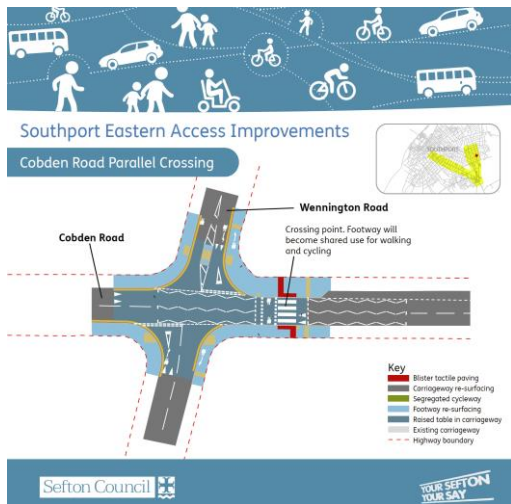 Southport Eastern Access Improvements
Cobden Road Parallel Crossing
SOUTHPORT
Wennington Road
Crossing point. Footway will
become shared use for walking
and cycling
Cobden Road
Key
Blister tactile paving
Carriageway re-surfacing
Segregated cycleway
Footway re-surfacing
Raised table in carriageway
Existing carriageway
Highway boundary
Sefton Council
YOUR SEFTON
YOUR SAY